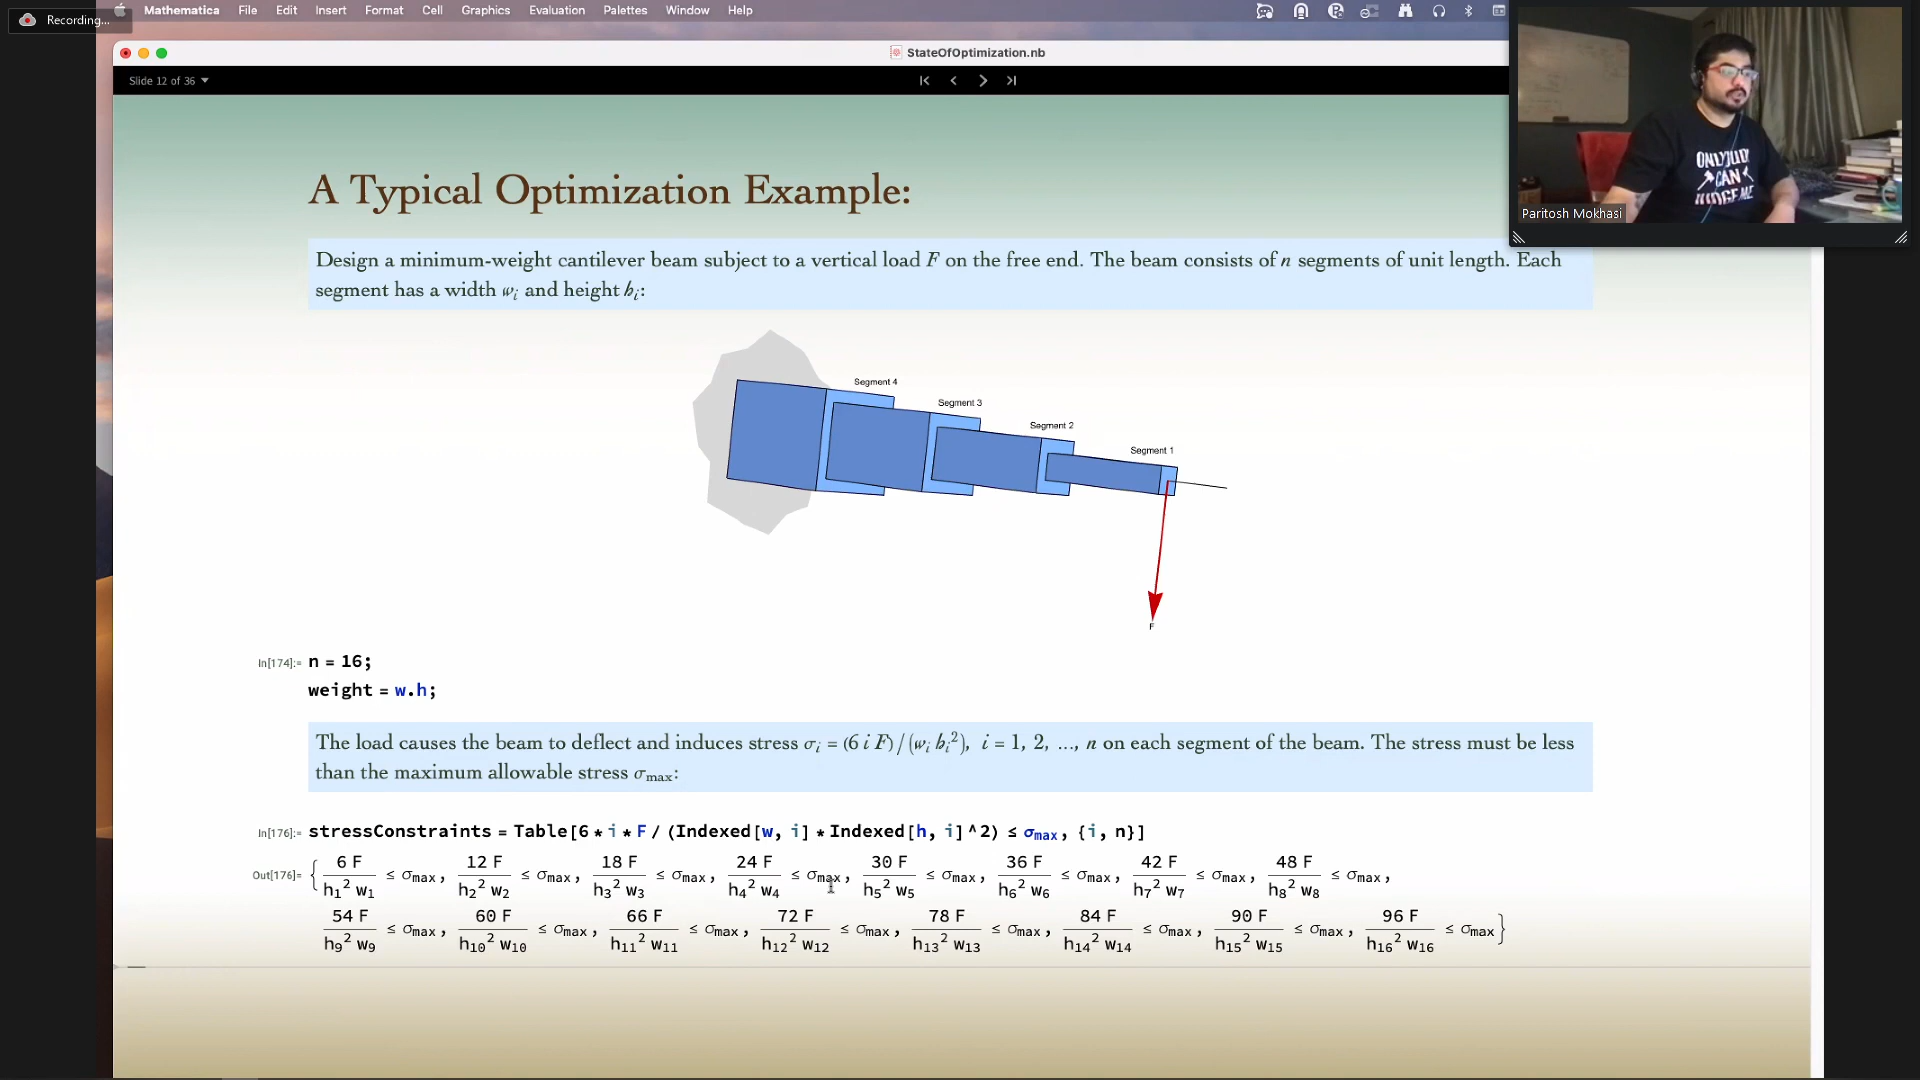 Recording...
Mathematica File Edit Insert Format Cell Graphics Evaluation Palettes Window Help
StateOfOptimization.nb
Slide 12 of 36
ONLY JUDY
CAN
JUDGE ME
Paritosh Mokhasi
A Typical Optimization Example:
Design a minimum-weight cantilever beam subject to a vertical load F on the free end. The beam consists of n segments of unit length. Each
segment has a width wᵢ and height hᵢ:
Segment 4
Segment 3
Segment 2
Segment 1
F
In[174]:= n = 16;
weight = w.h;
The load causes the beam to deflect and induces stress σᵢ = (6 i F) / (wᵢ hᵢ²), i = 1, 2, ..., n on each segment of the beam. The stress must be less
than the maximum allowable stress σmax:
In[176]:= stressConstraints = Table[6 * i * F / (Indexed[w, i] * Indexed[h, i] ^ 2) ≤ σmax, {i, n}]
Out[176]= { 6 F / h₁² w₁ ≤ σmax, 12 F / h₂² w₂ ≤ σmax, 18 F / h₃² w₃ ≤ σmax, 24 F / h₄² w₄ ≤ σmax, 30 F / h₅² w₅ ≤ σmax, 36 F / h₆² w₆ ≤ σmax, 42 F / h₇² w₇ ≤ σmax, 48 F / h₈² w₈ ≤ σmax,
54 F / h₉² w₉ ≤ σmax, 60 F / h₁₀² w₁₀ ≤ σmax, 66 F / h₁₁² w₁₁ ≤ σmax, 72 F / h₁₂² w₁₂ ≤ σmax, 78 F / h₁₃² w₁₃ ≤ σmax, 84 F / h₁₄² w₁₄ ≤ σmax, 90 F / h₁₅² w₁₅ ≤ σmax, 96 F / h₁₆² w₁₆ ≤ σmax }